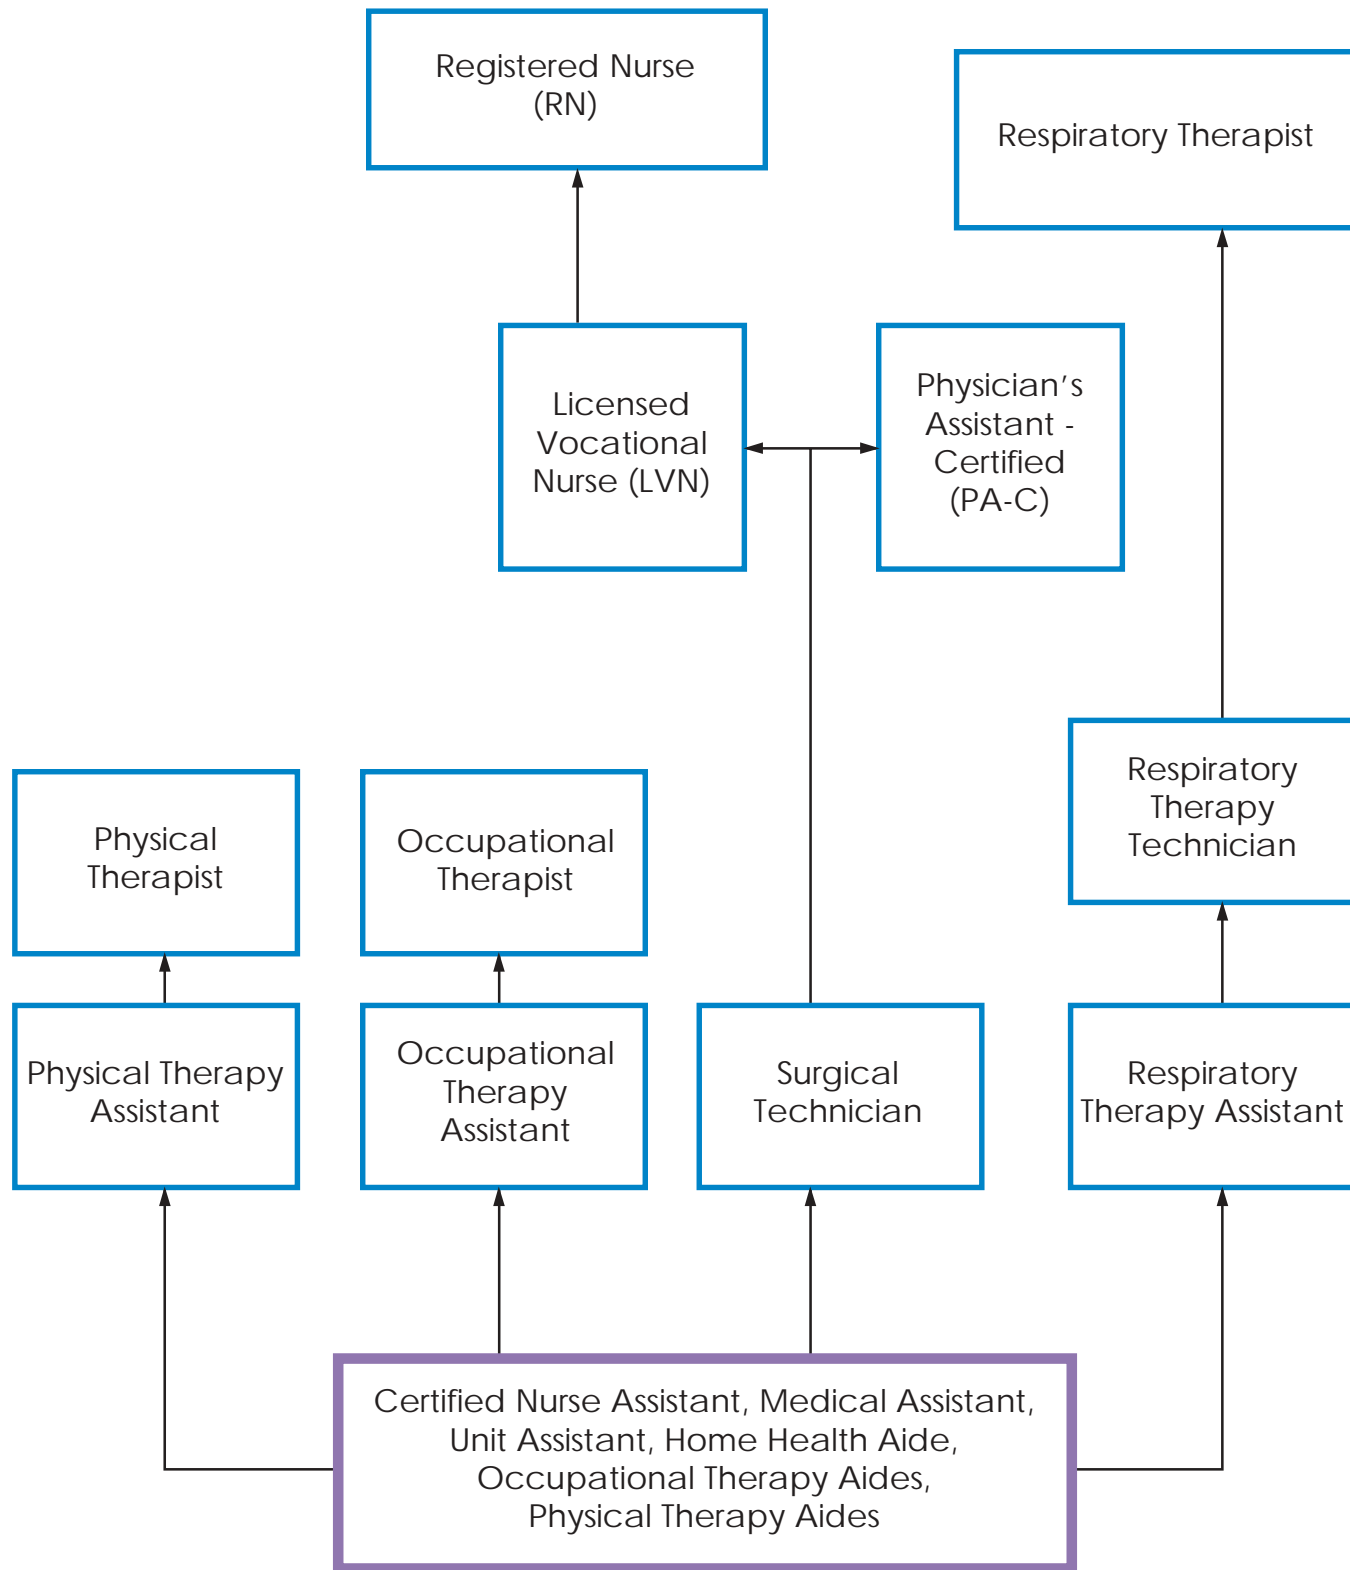 Registered Nurse
(RN)
Respiratory Therapist
Licensed
Vocational
Nurse (LVN)
Physician’s
Assistant -
Certified
(PA-C)
Physical
Therapist
Occupational
Therapist
Respiratory
Therapy
Technician
Physical Therapy
Assistant
Occupational
Therapy
Assistant
Surgical
Technician
Respiratory
Therapy Assistant
Certified Nurse Assistant, Medical Assistant,
Unit Assistant, Home Health Aide,
Occupational Therapy Aides,
Physical Therapy Aides